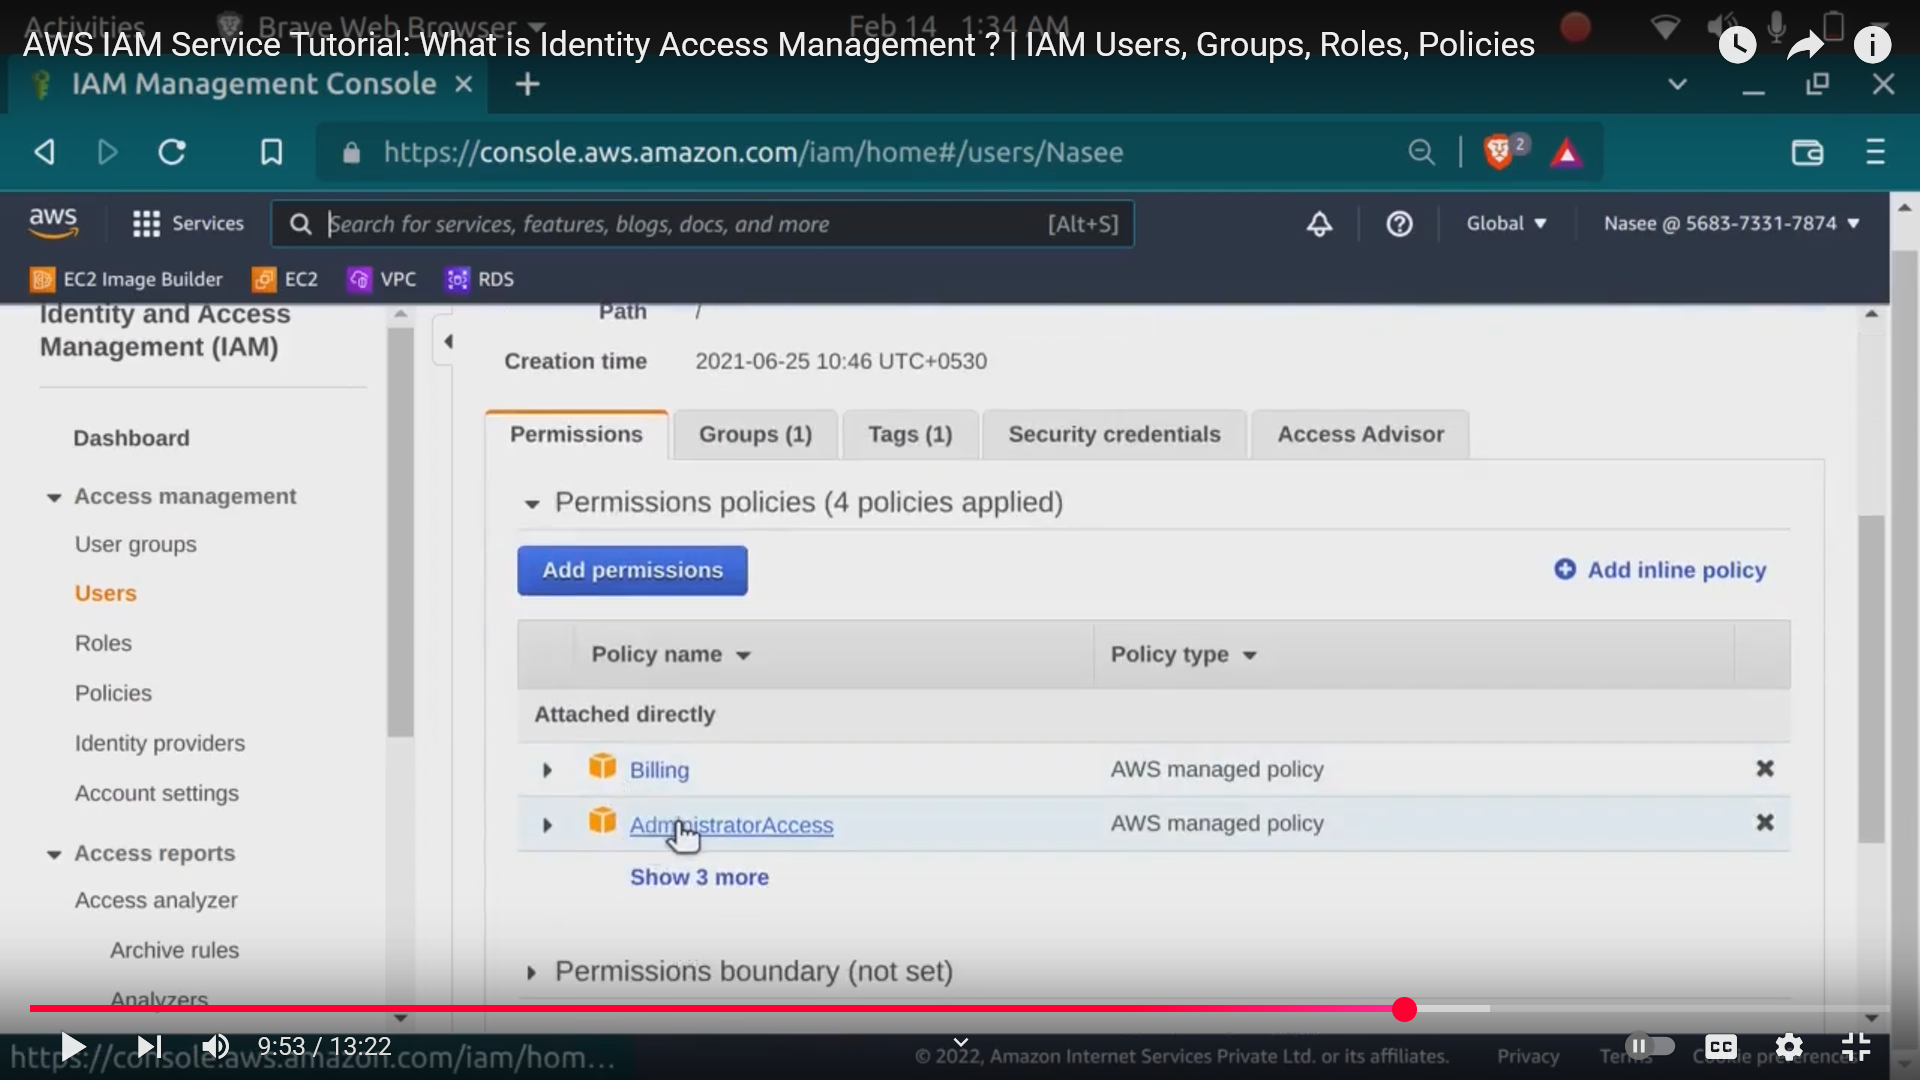 Activities
Brave Web Browser
Feb 14 1:34 AM
AWS IAM Service Tutorial: What is Identity Access Management ? | IAM Users, Groups, Roles, Policies
IAM Management Console
https://console.aws.amazon.com/iam/home#/users/Nasee
2
aws
Services
Search for services, features, blogs, docs, and more
[Alt+S]
Global
Nasee @ 5683-7331-7874
EC2 Image Builder
EC2
VPC
RDS
Identity and Access
Management (IAM)
Dashboard
Access management
User groups
Users
Roles
Policies
Identity providers
Account settings
Access reports
Access analyzer
Archive rules
Analyzers
Path /
Creation time 2021-06-25 10:46 UTC+0530
Permissions
Groups (1)
Tags (1)
Security credentials
Access Advisor
Permissions policies (4 policies applied)
Add permissions
Add inline policy
Policy name
Policy type
Attached directly
Billing AWS managed policy
AdministratorAccess AWS managed policy
Show 3 more
Permissions boundary (not set)
9:53 / 13:22
CC
https://console.aws.amazon.com/iam/hom...
© 2022, Amazon Internet Services Private Ltd. or its affiliates.
Privacy
Terms
Cookie preferences